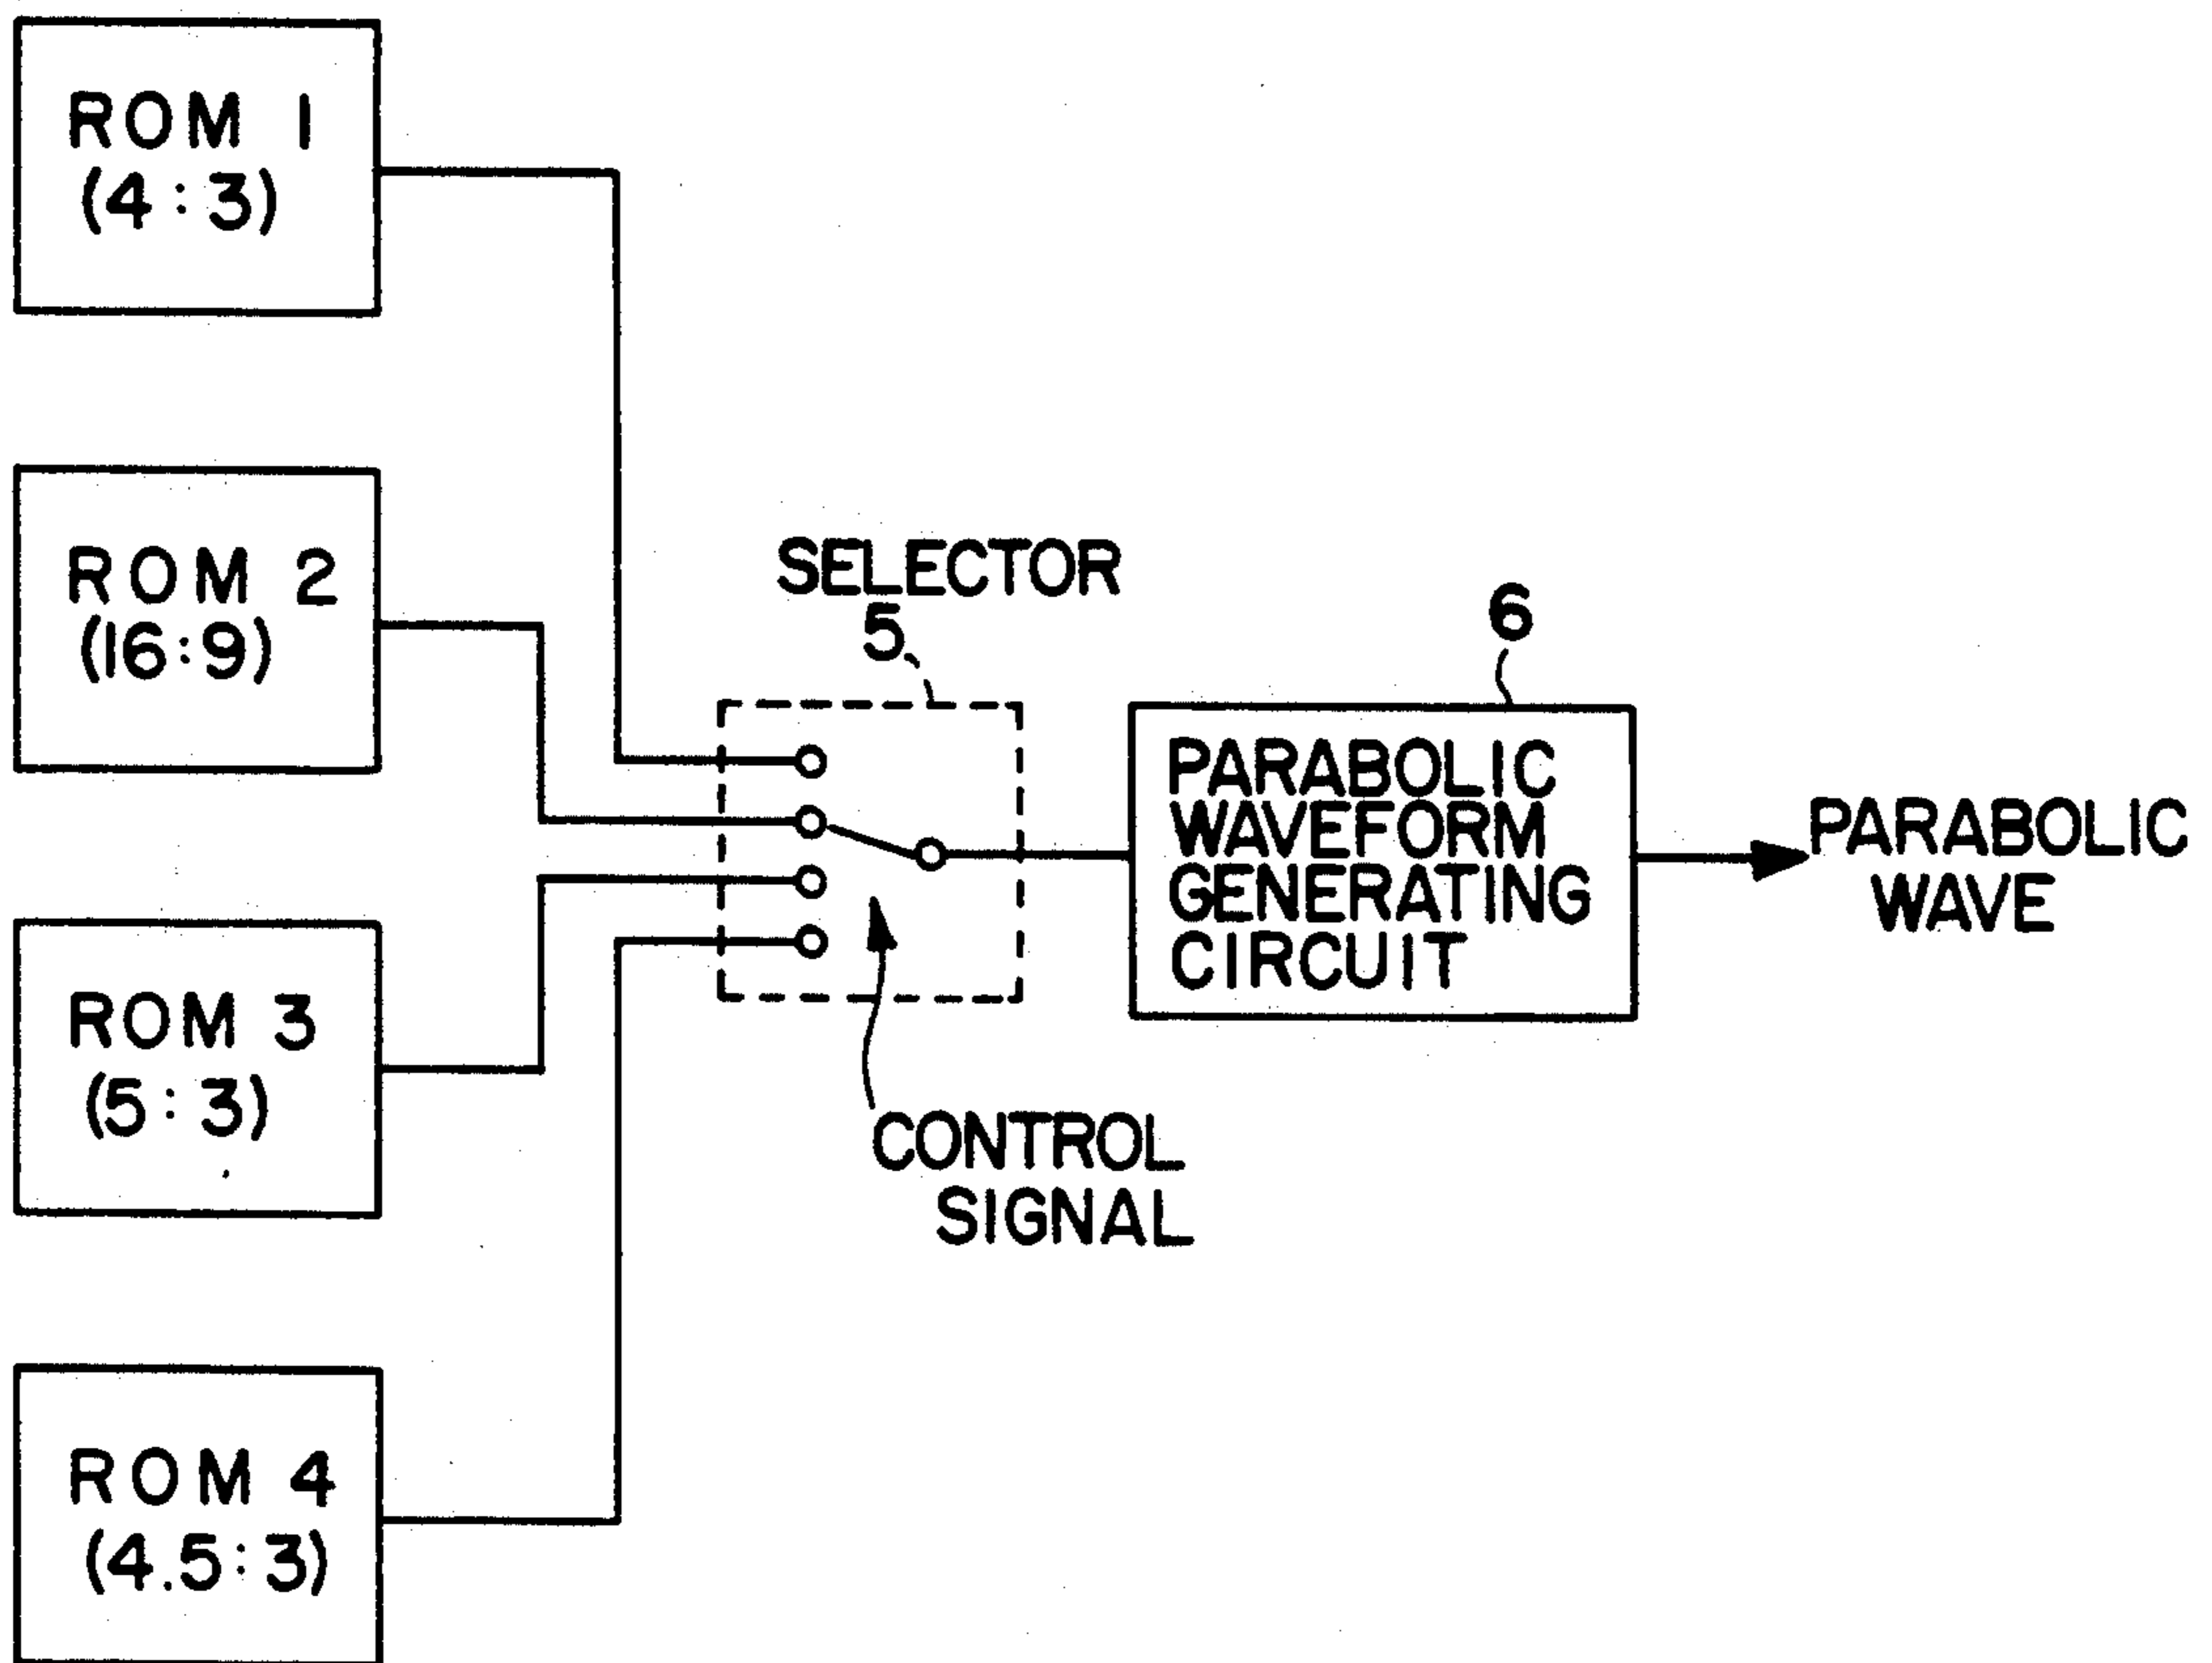 ROM 1
(4:3)
ROM 2
(16:9)
ROM 3
(5:3)
ROM 4
(4.5:3)
SELECTOR
5
CONTROL
SIGNAL
6
PARABOLIC
WAVEFORM
GENERATING
CIRCUIT
PARABOLIC
WAVE